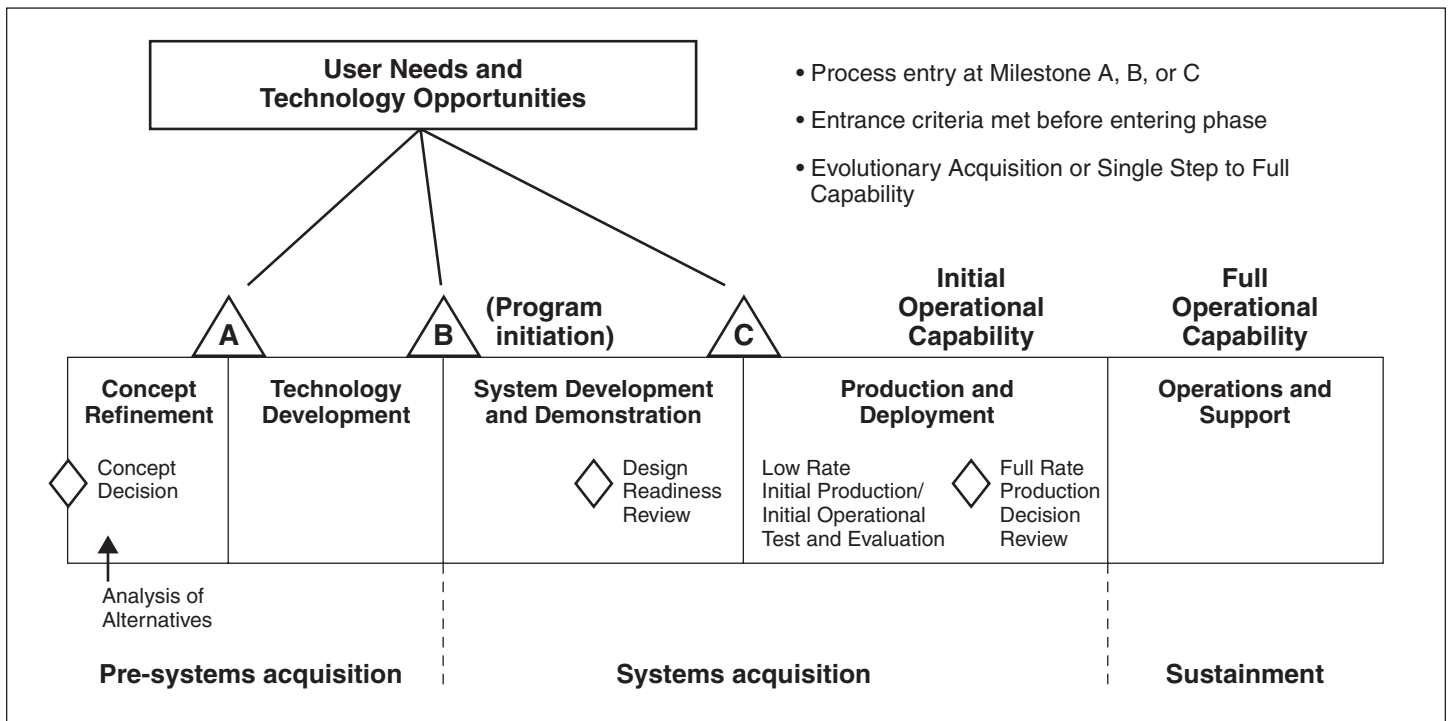 User Needs and
Technology Opportunities
• Process entry at Milestone A, B, or C
• Entrance criteria met before entering phase
• Evolutionary Acquisition or Single Step to Full
Capability
A
B
(Program
initiation)
C
Initial
Operational
Capability
Full
Operational
Capability
Concept
Refinement
Technology
Development
System Development
and Demonstration
Production and
Deployment
Operations and
Support
Concept
Decision
Design
Readiness
Review
Low Rate
Initial Production/
Initial Operational
Test and Evaluation
Full Rate
Production
Decision
Review
Analysis of
Alternatives
Pre-systems acquisition
Systems acquisition
Sustainment